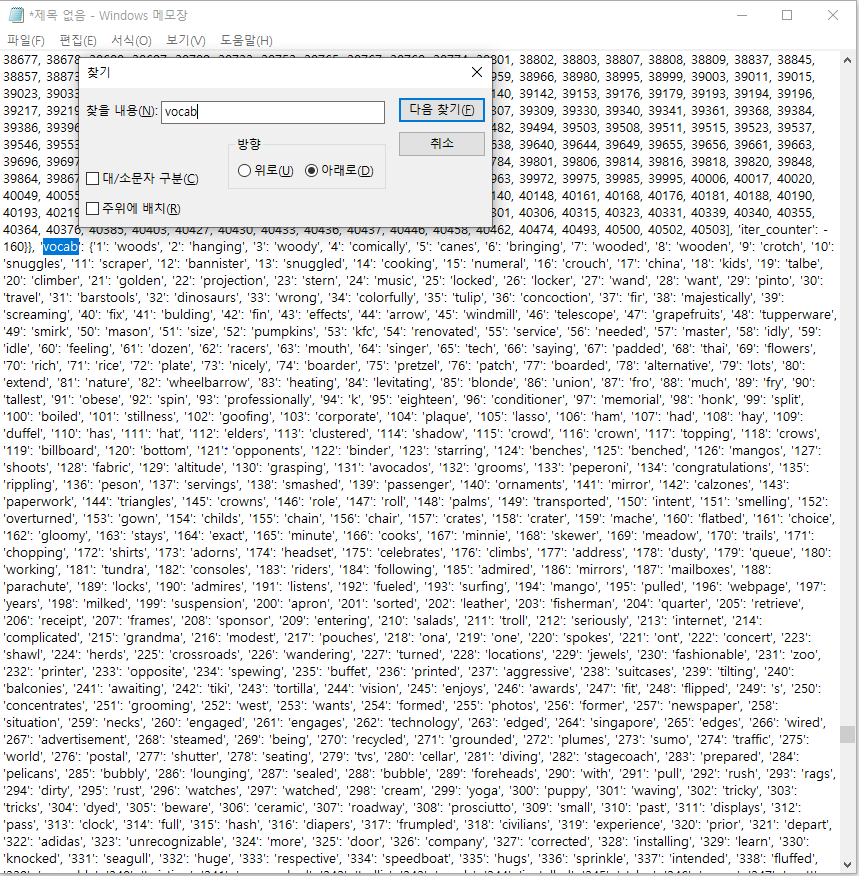 *제목 없음 - Windows 메모장
파일(F) 편집(E) 서식(O) 보기(V) 도움말(H)
38677, 38801, 38802, 38803, 38807, 38808, 38809, 38837, 38845,
38857, 3887 959, 38966, 38980, 38995, 38999, 39003, 39011, 39015,
39023, 3903 140, 39142, 39153, 39176, 39179, 39193, 39194, 39196,
39217, 39219 307, 39309, 39330, 39340, 39341, 39361, 39368, 39384,
39386, 39396 482, 39494, 39503, 39508, 39511, 39515, 39523, 39537,
39546, 3955 638, 39640, 39644, 39649, 39655, 39656, 39661, 39663,
39696, 3969 784, 39801, 39806, 39814, 39816, 39818, 39820, 39848,
39864, 3986 963, 39972, 39975, 39985, 39995, 40006, 40017, 40020,
40049, 4005 148, 40141, 40161, 40168, 40175, 40181, 40188, 40190,
40193, 4021 301, 40306, 40315, 40323, 40331, 40339, 40340, 40355,
40364, 40376, 40385, 40403, 40427, 40430, 40433, 40436, 40437, 40446, 40458, 40462, 40474, 40493, 40500, 40502, 40503], 'iter_counter': -
찾기
찾을 내용(N): vocab 다음 찾기(F)
방향 취소
위로(U) 아래로(D)
대/소문자 구분(C)
주위에 배치(R)
160}}, 'vocab': {'1': 'woods', '2': 'hanging', '3': 'woody', '4': 'comically', '5': 'canes', '6': 'bringing', '7': 'wooded', '8': 'wooden', '9': 'crotch', '10':
'snuggles', '11': 'scraper', '12': 'bannister', '13': 'snuggled', '14': 'cooking', '15': 'numeral', '16': 'crouch', '17': 'china', '18': 'kids', '19': 'talbe',
'20': 'climber', '21': 'golden', '22': 'projection', '23': 'stern', '24': 'music', '25': 'locked', '26': 'locker', '27': 'wand', '28': 'want', '29': 'pinto', '30':
'travel', '31': 'barstools', '32': 'dinosaurs', '33': 'wrong', '34': 'colorfully', '35': 'tulip', '36': 'concoction', '37': 'fir', '38': 'majestically', '39':
'screaming', '40': 'fix', '41': 'bulding', '42': 'fin', '43': 'effects', '44': 'arrow', '45': 'windmill', '46': 'telescope', '47': 'grapefruits', '48': 'tupperware',
'49': 'smirk', '50': 'mason', '51': 'size', '52': 'pumpkins', '53': 'kfc', '54': 'renovated', '55': 'service', '56': 'needed', '57': 'master', '58': 'idly', '59':
'idle', '60': 'feeling', '61': 'dozen', '62': 'racers', '63': 'mouth', '64': 'singer', '65': 'tech', '66': 'saying', '67': 'padded', '68': 'thai', '69': 'flowers',
'70': 'rich', '71': 'rice', '72': 'plate', '73': 'nicely', '74': 'boarder', '75': 'pretzel', '76': 'patch', '77': 'boarded', '78': 'alternative', '79': 'lots', '80':
'extend', '81': 'nature', '82': 'wheelbarrow', '83': 'heating', '84': 'levitating', '85': 'blonde', '86': 'union', '87': 'fro', '88': 'much', '89': 'fry', '90':
'tallest', '91': 'obese', '92': 'spin', '93': 'professionally', '94': 'k', '95': 'eighteen', '96': 'conditioner', '97': 'memorial', '98': 'honk', '99': 'split',
'100': 'boiled', '101': 'stillness', '102': 'goofing', '103': 'corporate', '104': 'plaque', '105': 'lasso', '106': 'ham', '107': 'had', '108': 'hay', '109':
'duffel', '110': 'has', '111': 'hat', '112': 'elders', '113': 'clustered', '114': 'shadow', '115': 'crowd', '116': 'crown', '117': 'topping', '118': 'crows',
'119': 'billboard', '120': 'bottom', '121': 'opponents', '122': 'binder', '123': 'starring', '124': 'benches', '125': 'benched', '126': 'mangos', '127':
'shoots', '128': 'fabric', '129': 'altitude', '130': 'grasping', '131': 'avocados', '132': 'grooms', '133': 'peperoni', '134': 'congratulations', '135':
'rippling', '136': 'peson', '137': 'servings', '138': 'smashed', '139': 'passenger', '140': 'ornaments', '141': 'mirror', '142': 'calzones', '143':
'paperwork', '144': 'triangles', '145': 'crowns', '146': 'role', '147': 'roll', '148': 'palms', '149': 'transported', '150': 'intent', '151': 'smelling', '152':
'overturned', '153': 'gown', '154': 'childs', '155': 'chain', '156': 'chair', '157': 'crates', '158': 'crater', '159': 'mache', '160': 'flatbed', '161': 'choice',
'162': 'gloomy', '163': 'stays', '164': 'exact', '165': 'minute', '166': 'cooks', '167': 'minnie', '168': 'skewer', '169': 'meadow', '170': 'trails', '171':
'chopping', '172': 'shirts', '173': 'adorns', '174': 'headset', '175': 'celebrates', '176': 'climbs', '177': 'address', '178': 'dusty', '179': 'queue', '180':
'working', '181': 'tundra', '182': 'consoles', '183': 'riders', '184': 'following', '185': 'admired', '186': 'mirrors', '187': 'mailboxes', '188':
'parachute', '189': 'locks', '190': 'admires', '191': 'listens', '192': 'fueled', '193': 'surfing', '194': 'mango', '195': 'pulled', '196': 'webpage', '197':
'years', '198': 'milked', '199': 'suspension', '200': 'apron', '201': 'sorted', '202': 'leather', '203': 'fisherman', '204': 'quarter', '205': 'retrieve',
'206': 'receipt', '207': 'frames', '208': 'sponsor', '209': 'entering', '210': 'salads', '211': 'troll', '212': 'seriously', '213': 'internet', '214':
'complicated', '215': 'grandma', '216': 'modest', '217': 'pouches', '218': 'ona', '219': 'one', '220': 'spokes', '221': 'ont', '222': 'concert', '223':
'shawl', '224': 'herds', '225': 'crossroads', '226': 'wandering', '227': 'turned', '228': 'locations', '229': 'jewels', '230': 'fashionable', '231': 'zoo',
'232': 'printer', '233': 'opposite', '234': 'spewing', '235': 'buffet', '236': 'printed', '237': 'aggressive', '238': 'suitcases', '239': 'tilting', '240':
'balconies', '241': 'awaiting', '242': 'tiki', '243': 'tortilla', '244': 'vision', '245': 'enjoys', '246': 'awards', '247': 'fit', '248': 'flipped', '249': 's', '250':
'concentrates', '251': 'grooming', '252': 'west', '253': 'wants', '254': 'formed', '255': 'photos', '256': 'former', '257': 'newspaper', '258':
'situation', '259': 'necks', '260': 'engaged', '261': 'engages', '262': 'technology', '263': 'edged', '264': 'singapore', '265': 'edges', '266': 'wired',
'267': 'advertisement', '268': 'steamed', '269': 'being', '270': 'recycled', '271': 'grounded', '272': 'plumes', '273': 'sumo', '274': 'traffic', '275':
'world', '276': 'postal', '277': 'shutter', '278': 'seating', '279': 'tvs', '280': 'cellar', '281': 'diving', '282': 'stagecoach', '283': 'prepared', '284':
'pelicans', '285': 'bubbly', '286': 'lounging', '287': 'sealed', '288': 'bubble', '289': 'foreheads', '290': 'with', '291': 'pull', '292': 'rush', '293': 'rags',
'294': 'dirty', '295': 'rust', '296': 'watches', '297': 'watched', '298': 'cream', '299': 'yoga', '300': 'puppy', '301': 'waving', '302': 'tricky', '303':
'tricks', '304': 'dyed', '305': 'beware', '306': 'ceramic', '307': 'roadway', '308': 'prosciutto', '309': 'small', '310': 'past', '311': 'displays', '312':
'pass', '313': 'clock', '314': 'full', '315': 'hash', '316': 'diapers', '317': 'frumpled', '318': 'civilians', '319': 'experience', '320': 'prior', '321': 'depart',
'322': 'adidas', '323': 'unrecognizable', '324': 'more', '325': 'door', '326': 'company', '327': 'corrected', '328': 'installing', '329': 'learn', '330':
'knocked', '331': 'seagull', '332': 'huge', '333': 'respective', '334': 'speedboat', '335': 'hugs', '336': 'sprinkle', '337': 'intended', '338': 'fluffed',